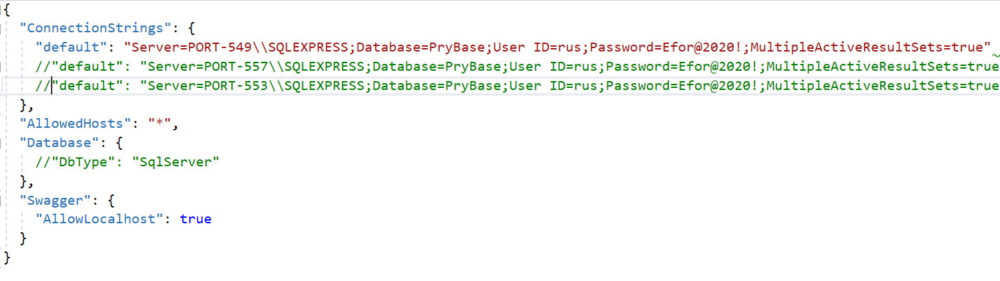 {
"ConnectionStrings": {
"default": "Server=PORT-549\\SQLEXPRESS;Database=PryBase;User ID=rus;Password=Efor@2020!;MultipleActiveResultSets=true"
//"default": "Server=PORT-557\\SQLEXPRESS;Database=PryBase;User ID=rus;Password=Efor@2020!;MultipleActiveResultSets=true
//"default": "Server=PORT-553\\SQLEXPRESS;Database=PryBase;User ID=rus;Password=Efor@2020!;MultipleActiveResultSets=true
},
"AllowedHosts": "*",
"Database": {
//"DbType": "SqlServer"
},
"Swagger": {
"AllowLocalhost": true
}
}